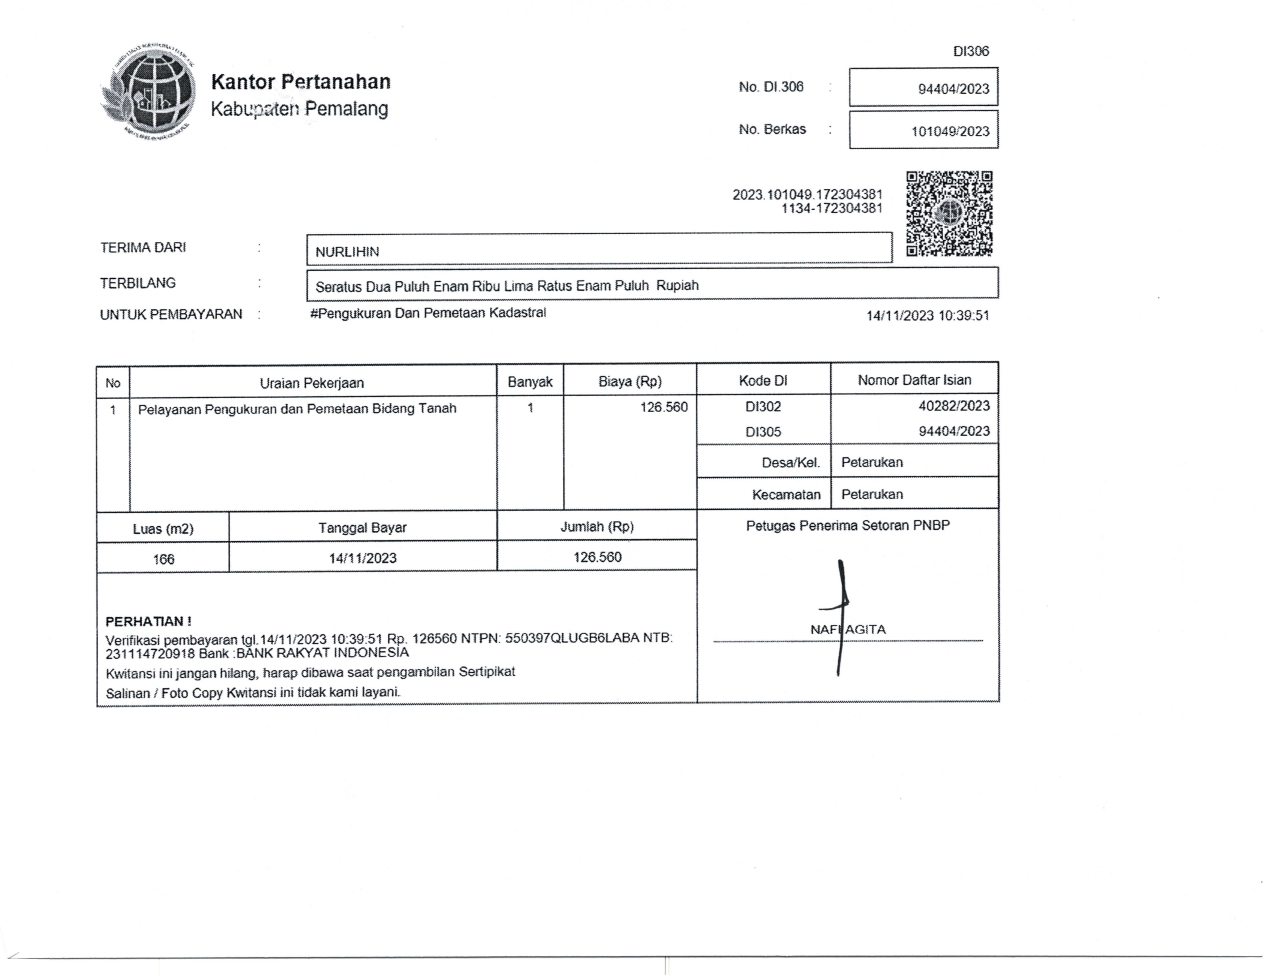 DI306
Kantor Pertanahan
Kabupaten Pemalang
No. DI.306 : 94404/2023
No. Berkas : 101049/2023
2023.101049.172304381
1134-172304381
TERIMA DARI : NURLIHIN
TERBILANG : Seratus Dua Puluh Enam Ribu Lima Ratus Enam Puluh Rupiah
UNTUK PEMBAYARAN : #Pengukuran Dan Pemetaan Kadastral 14/11/2023 10:39:51
No Uraian Pekerjaan Banyak Biaya (Rp) Kode DI Nomor Daftar Isian
1 Pelayanan Pengukuran dan Pemetaan Bidang Tanah 1 126.560 DI302 40282/2023
DI305 94404/2023
Desa/Kel. Petarukan
Kecamatan Petarukan
Luas (m2) Tanggal Bayar Jumlah (Rp) Petugas Penerima Setoran PNBP
166 14/11/2023 126.560
PERHATIAN !
Verifikasi pembayaran tgl.14/11/2023 10:39:51 Rp. 126560 NTPN: 550397QLUGB6LABA NTB:
231114720918 Bank :BANK RAKYAT INDONESIA
Kwitansi ini jangan hilang, harap dibawa saat pengambilan Sertipikat
Salinan / Foto Copy Kwitansi ini tidak kami layani.
AGITA